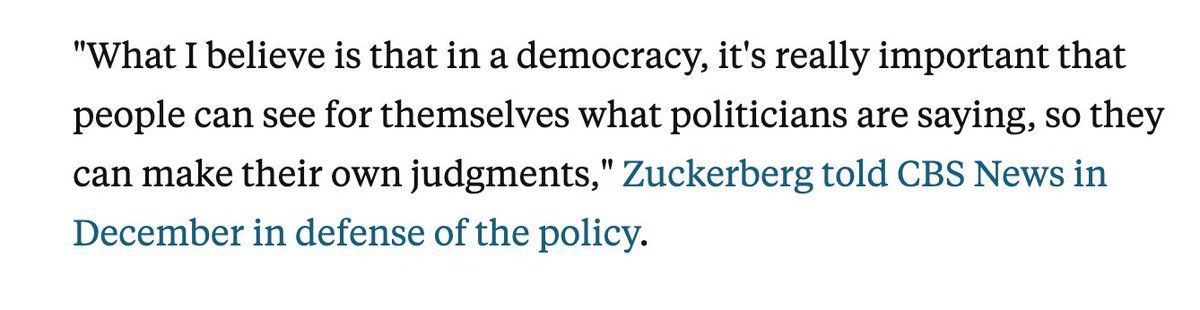 "What I believe is that in a democracy, it's really important that
people can see for themselves what politicians are saying, so they
can make their own judgments," Zuckerberg told CBS News in
December in defense of the policy.